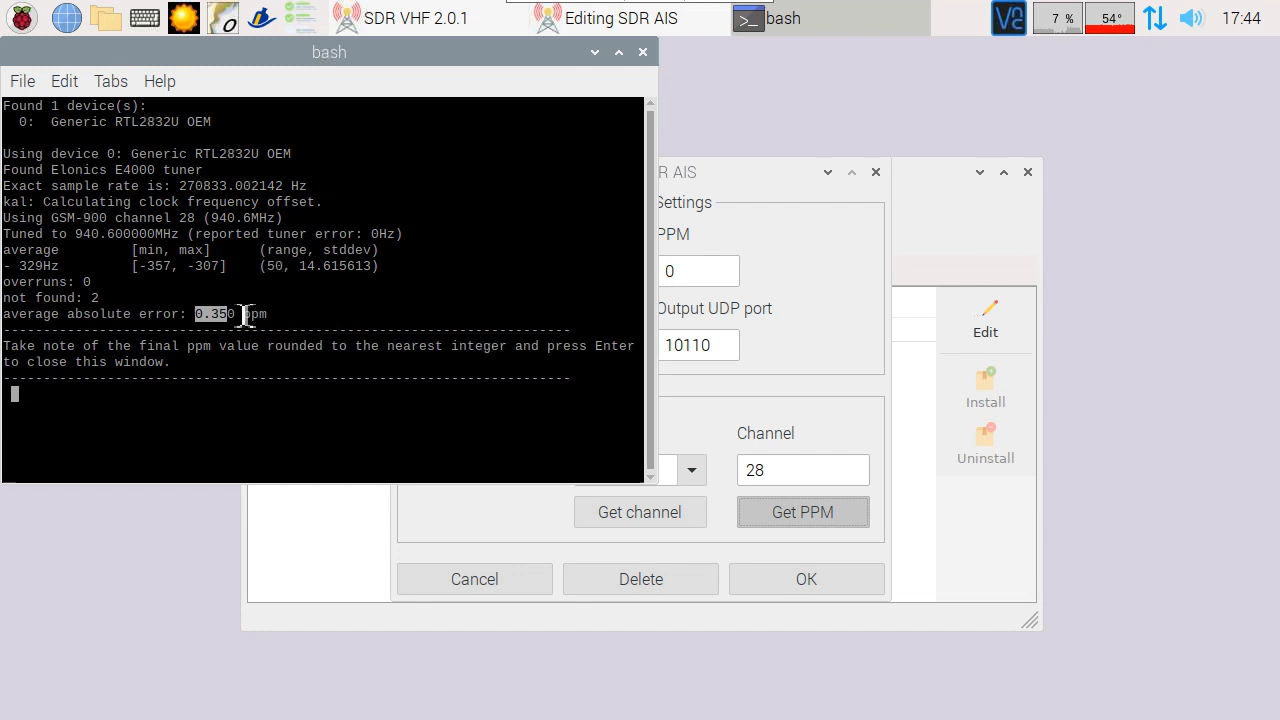 SDR VHF 2.0.1
Editing SDR AIS
bash
7 %
54°
17:44
bash
File Edit Tabs Help
Found 1 device(s):
0: Generic RTL2832U OEM
Using device 0: Generic RTL2832U OEM
Found Elonics E4000 tuner
Exact sample rate is: 270833.002142 Hz
kal: Calculating clock frequency offset.
Using GSM-900 channel 28 (940.6MHz)
Tuned to 940.600000MHz (reported tuner error: 0Hz)
average [min, max] (range, stddev)
- 329Hz [-357, -307] (50, 14.615613)
overruns: 0
not found: 2
average absolute error: 0.350 ppm
-----------------------------------------------------------------------
Take note of the final ppm value rounded to the nearest integer and press Enter
to close this window.
-----------------------------------------------------------------------
R AIS
Settings
PPM
0
Output UDP port
10110
Channel
28
Get channel
Get PPM
Cancel
Delete
OK
Edit
Install
Uninstall